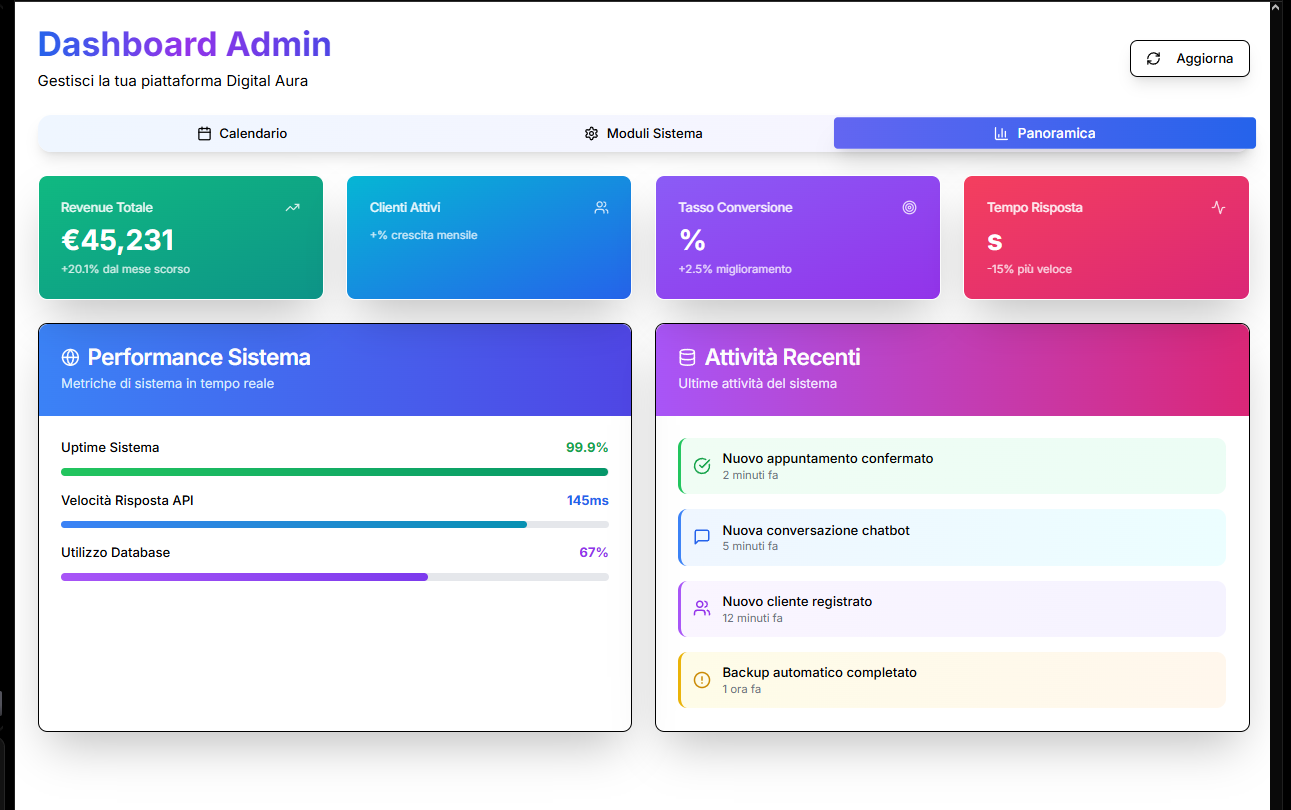 Dashboard Admin
Gestisci la tua piattaforma Digital Aura
Aggiorna
Calendario
Moduli Sistema
Panoramica
Revenue Totale
€45,231
+20.1% dal mese scorso
Clienti Attivi
+% crescita mensile
Tasso Conversione
%
+2.5% miglioramento
Tempo Risposta
s
-15% più veloce
Performance Sistema
Metriche di sistema in tempo reale
Uptime Sistema 99.9%
Velocità Risposta API 145ms
Utilizzo Database 67%
Attività Recenti
Ultime attività del sistema
Nuovo appuntamento confermato
2 minuti fa
Nuova conversazione chatbot
5 minuti fa
Nuovo cliente registrato
12 minuti fa
Backup automatico completato
1 ora fa